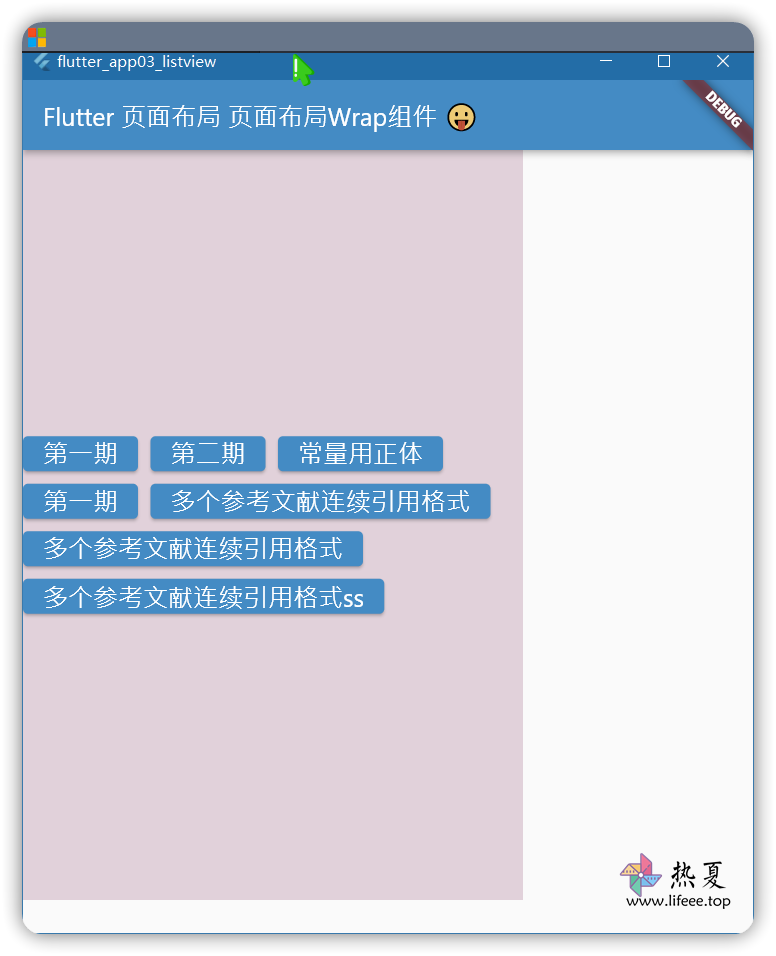 flutter_app03_listview
Flutter 页面布局 页面布局Wrap组件 😛
DEBUG
第一期 第二期 常量用正体
第一期 多个参考文献连续引用格式
多个参考文献连续引用格式
多个参考文献连续引用格式ss
热夏
www.lifeee.top